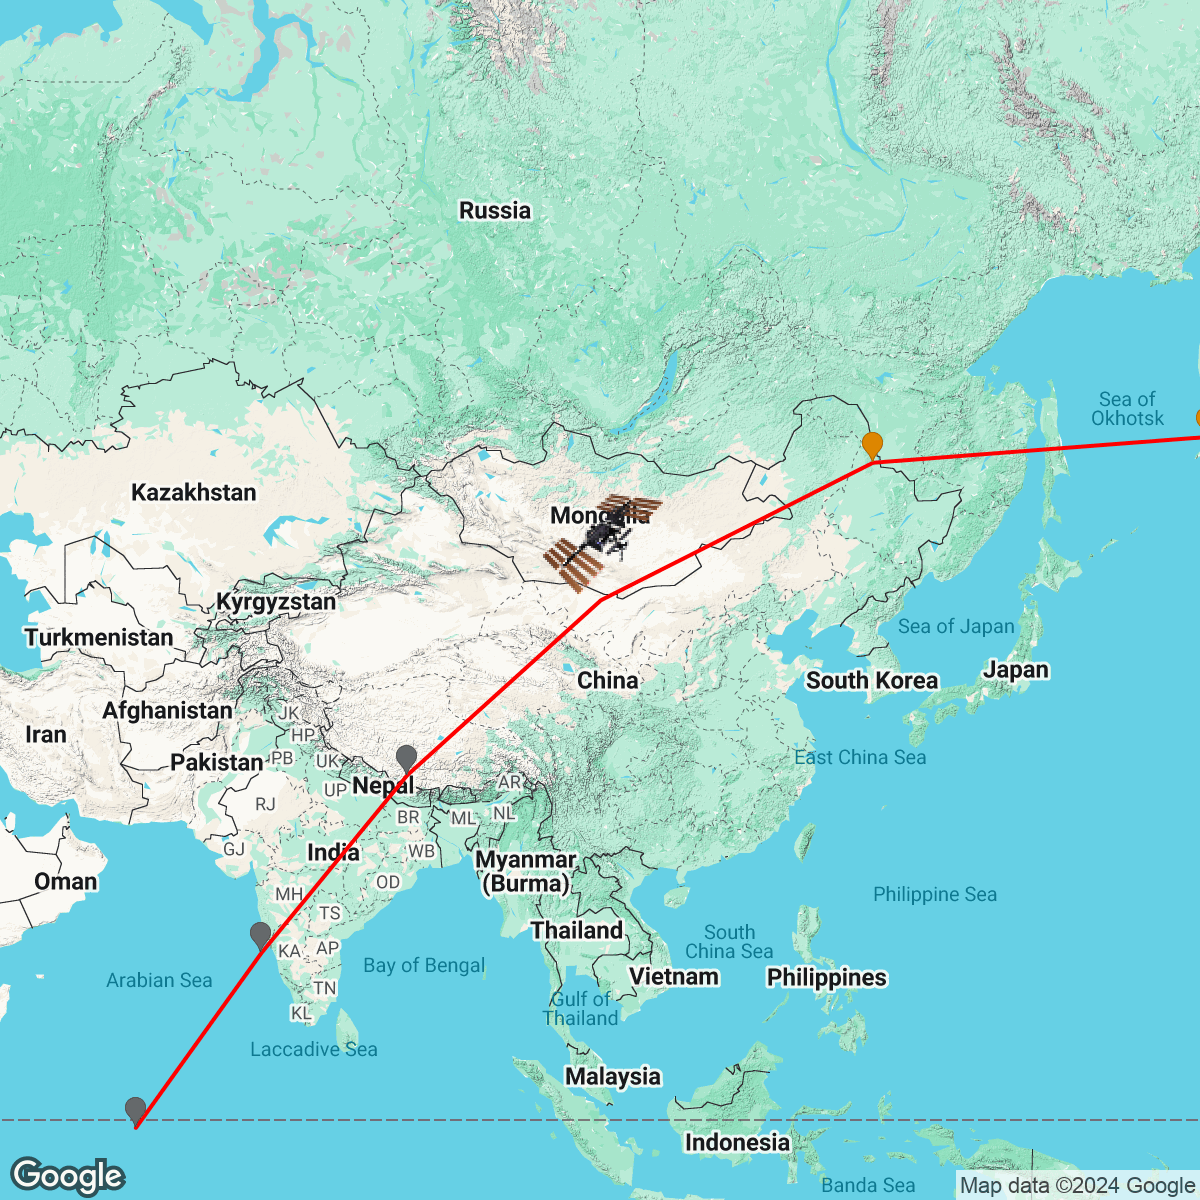 Russia
Sea of
Okhotsk
Kazakhstan
Mongolia
Kyrgyzstan
Turkmenistan
Sea of Japan
Japan
China
South Korea
Afghanistan
JK
HP
Iran
Pakistan
PB
UK
East China Sea
Nepal
UP
AR
RJ
BR
ML
NL
GJ
India
WB
Myanmar
(Burma)
Oman
OD
MH
Philippine Sea
TS
Thailand
South
China Sea
KA
AP
Arabian Sea
Bay of Bengal
Vietnam
Philippines
TN
Gulf of
Thailand
KL
Laccadive Sea
Malaysia
Indonesia
Google
Banda Sea
Map data ©2024 Google